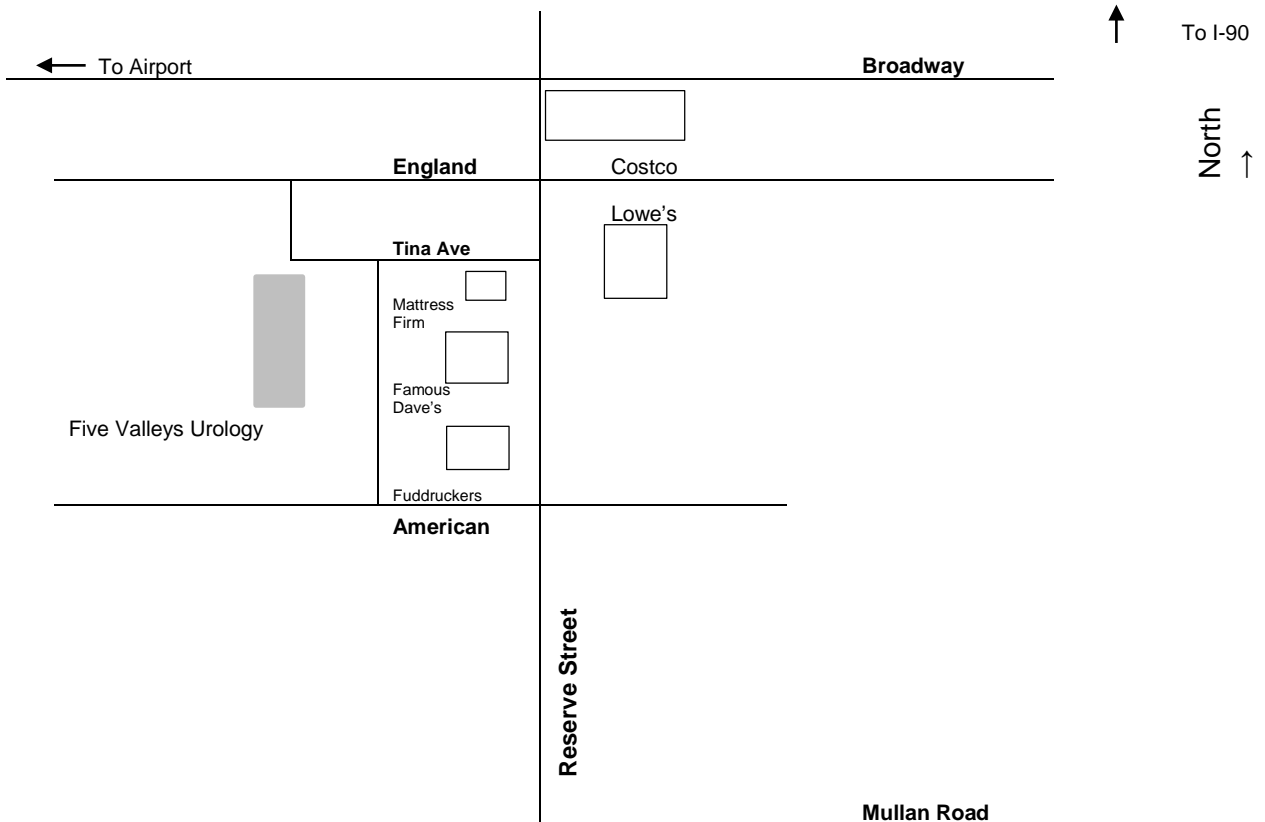 To I-90
← To Airport
Broadway
North →
England
Costco
Lowe's
Tina Ave
Mattress
Firm
Famous
Dave's
Five Valleys Urology
Fuddruckers
American
Reserve Street
Mullan Road